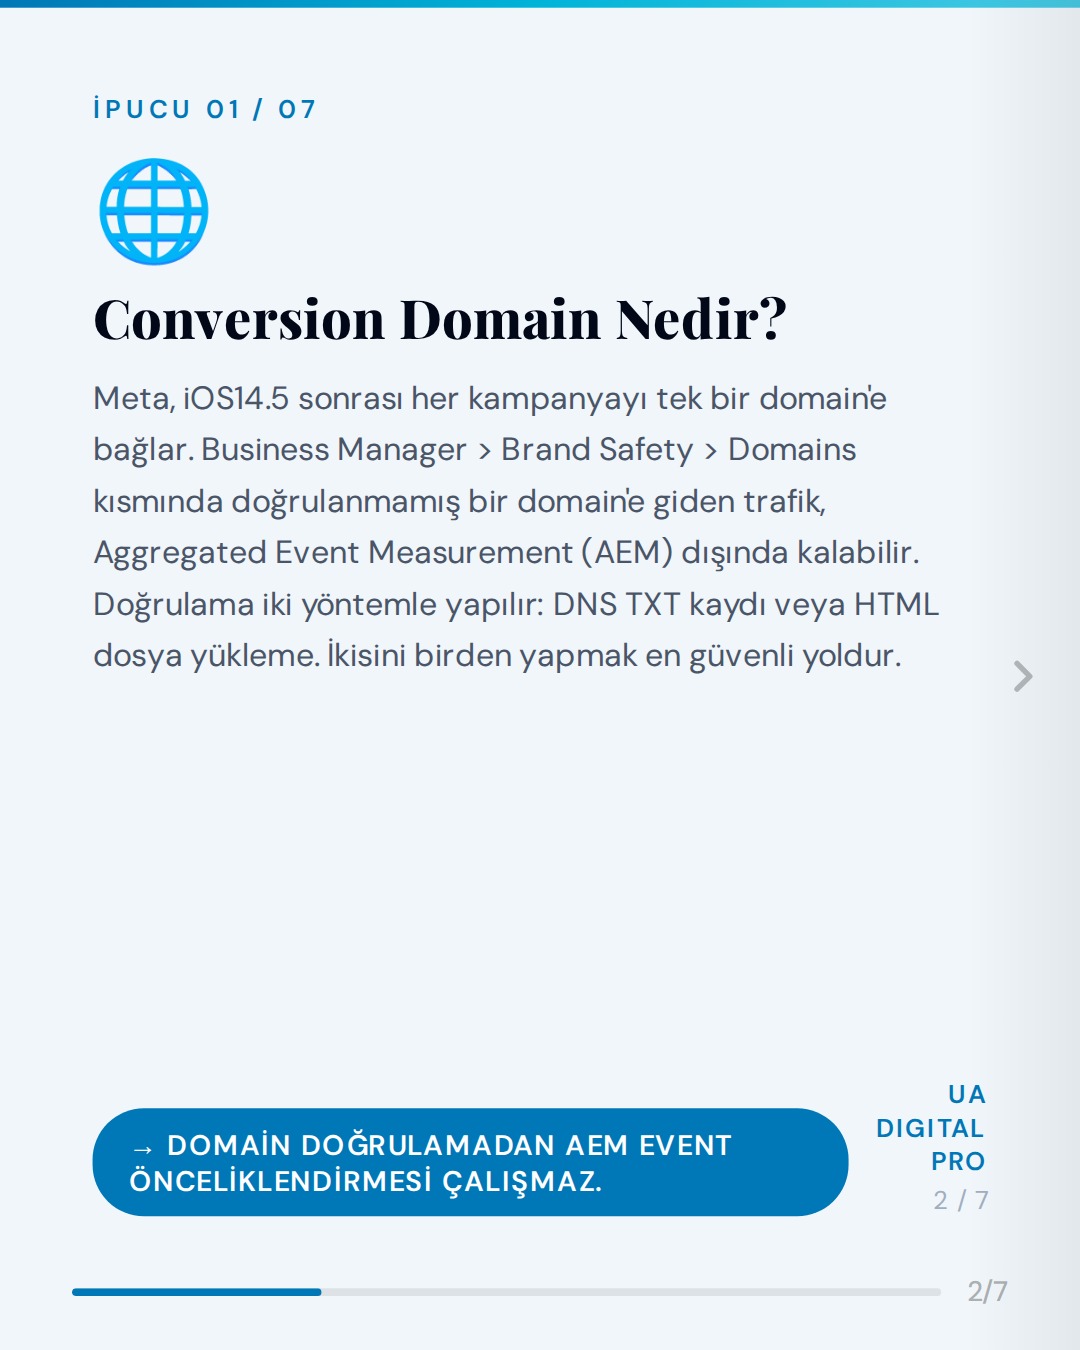 İPUCU 01 / 07
Conversion Domain Nedir?
Meta, iOS14.5 sonrası her kampanyayı tek bir domain'e
bağlar. Business Manager > Brand Safety > Domains
kısmında doğrulanmamış bir domain'e giden trafik,
Aggregated Event Measurement (AEM) dışında kalabilir.
Doğrulama iki yöntemle yapılır: DNS TXT kaydı veya HTML
dosya yükleme. İkisini birden yapmak en güvenli yoldur.
→ DOMAİN DOĞRULAMADAN AEM EVENT
ÖNCELİKLENDİRMESİ ÇALIŞMAZ.
UA
DIGITAL
PRO
2 / 7
2/7